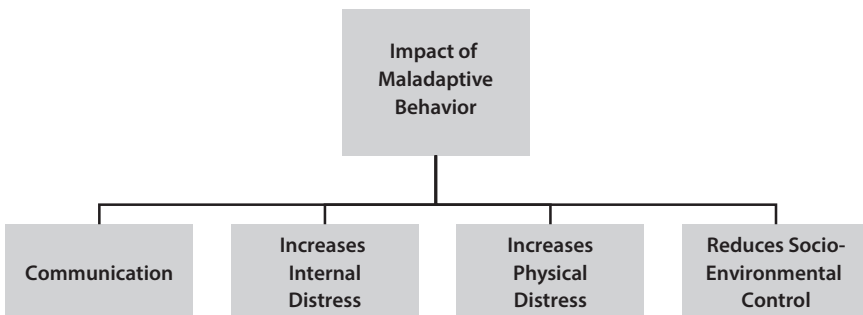 Impact of
Maladaptive
Behavior
Communication
Increases
Internal
Distress
Increases
Physical
Distress
Reduces Socio-
Environmental
Control